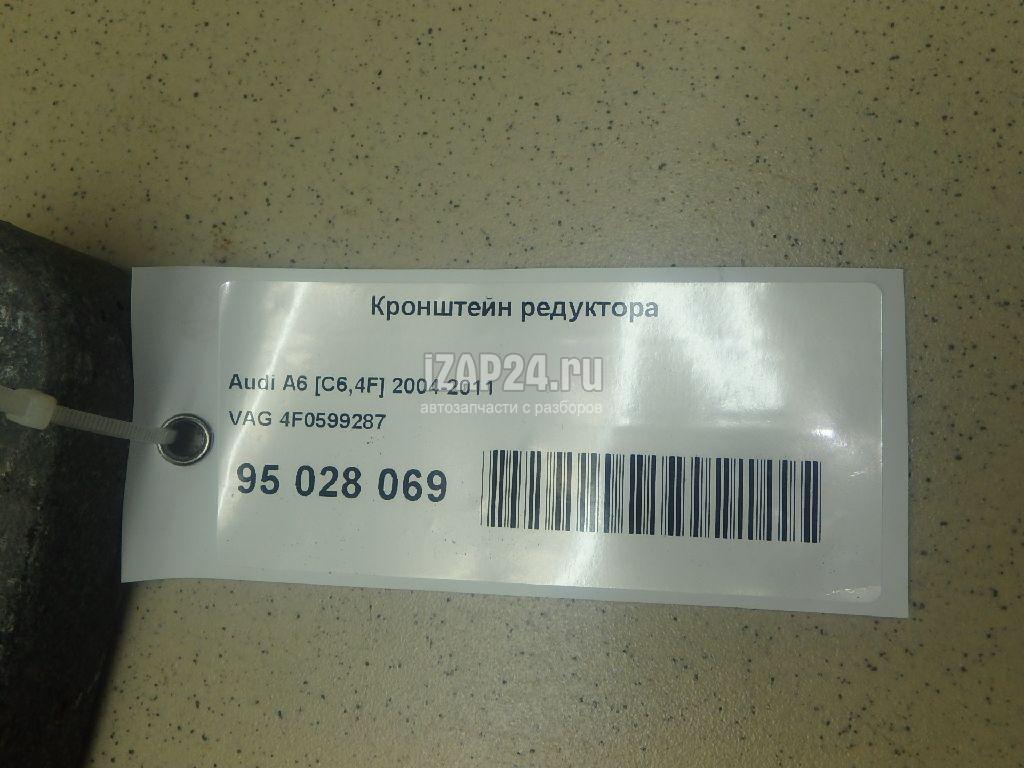 Кронштейн редуктора
iZAP24.ru
Audi A6 [C6,4F] 2004-2011
автозапчасти с разборов
VAG 4F0599287
95 028 069